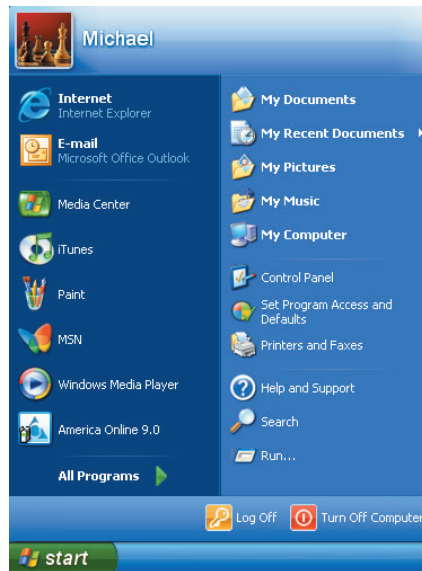 Michael
Internet
Internet Explorer
E-mail
Microsoft Office Outlook
Media Center
iTunes
Paint
MSN
Windows Media Player
America Online 9.0
All Programs
My Documents
My Recent Documents
My Pictures
My Music
My Computer
Control Panel
Set Program Access and
Defaults
Printers and Faxes
Help and Support
Search
Run...
Log Off
Turn Off Computer
start